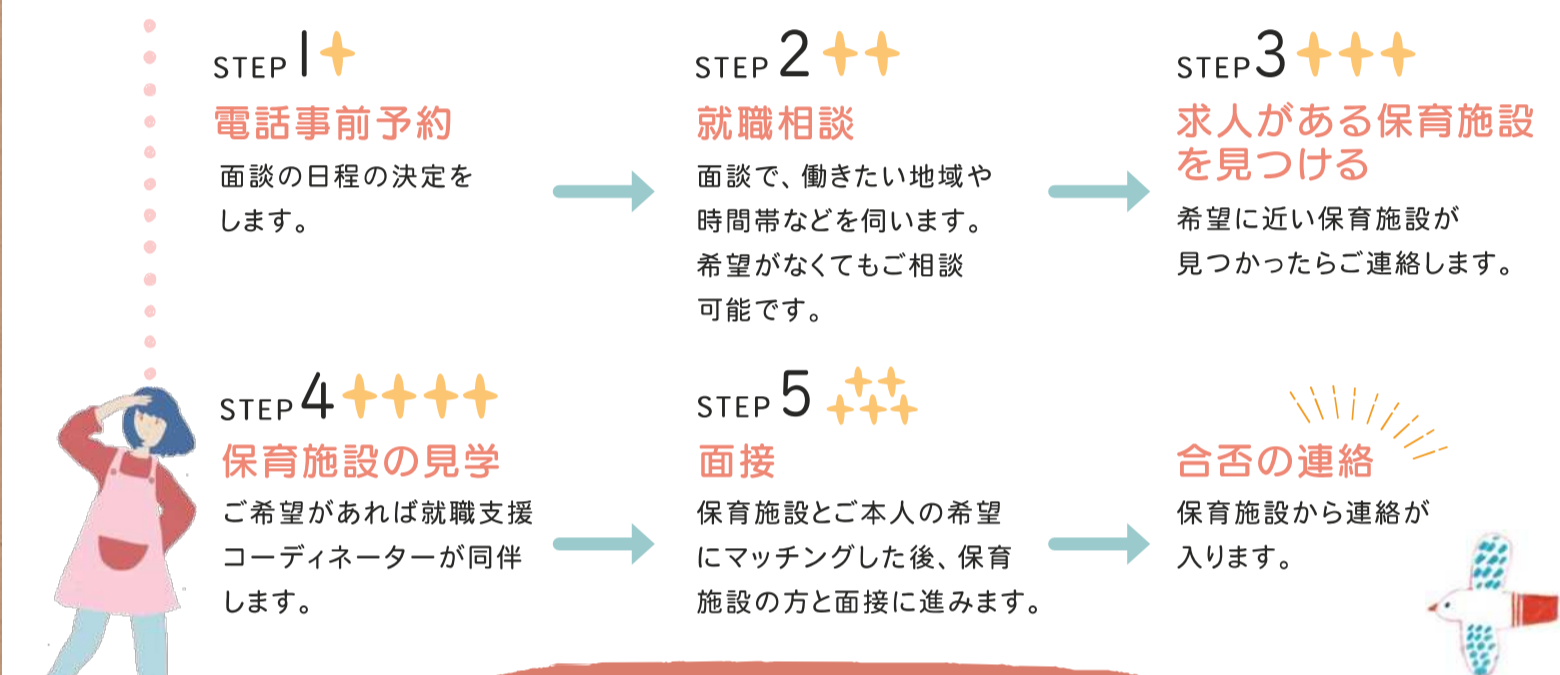 STEP 1
電話事前予約
面談の日程の決定を
します。
STEP 2
就職相談
面談で、働きたい地域や
時間帯などを伺います。
希望がなくてもご相談
可能です。
STEP 3
求人がある保育施設
を見つける
希望に近い保育施設が
見つかったらご連絡します。
STEP 4
保育施設の見学
ご希望があれば就職支援
コーディネーターが同伴
します。
STEP 5
面接
保育施設とご本人の希望
にマッチングした後、保育
施設の方と面接に進みます。
合否の連絡
保育施設から連絡が
入ります。